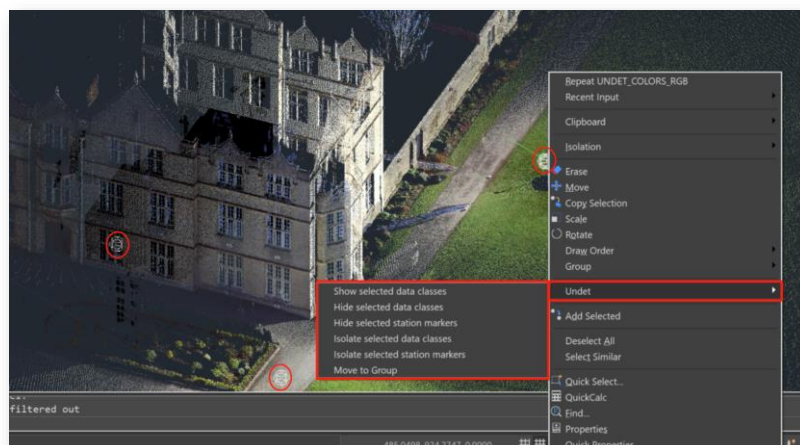 Repeat UNDET_COLORS_RGB
Recent Input
Clipboard
Isolation
Erase
Move
Copy Selection
Scale
Rotate
Draw Order
Group
Undet
Add Selected
Deselect All
Select Similar
Quick Select...
QuickCalc
Find...
Properties
Quick Properties
Show selected data classes
Hide selected data classes
Hide selected station markers
Isolate selected data classes
Isolate selected station markers
Move to Group
filtered out